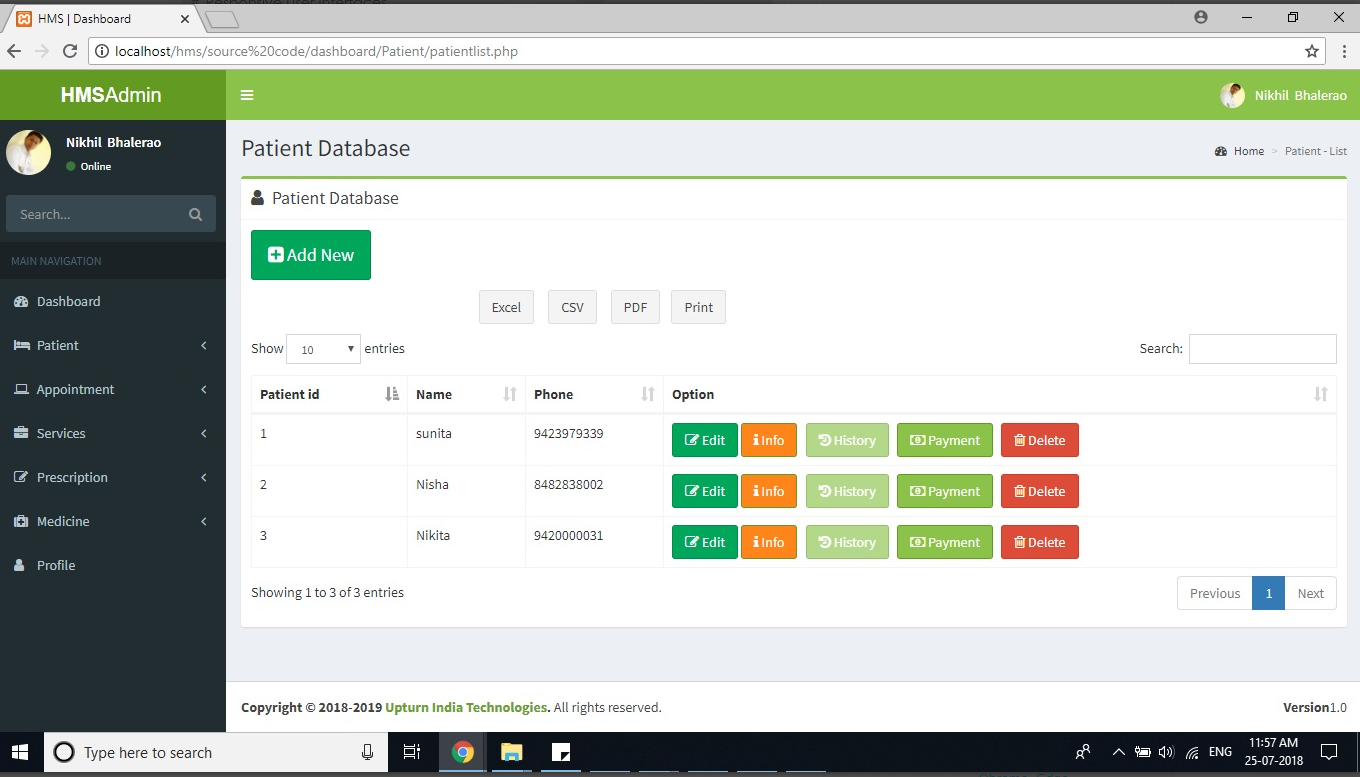 Responsive User Interfaces
HMS | Dashboard
localhost/hms/source%20code/dashboard/Patient/patientlist.php
HMSAdmin
Nikhil Bhalerao
Nikhil Bhalerao
Online
Patient Database
Home > Patient - List
Search...
Patient Database
MAIN NAVIGATION
Add New
Dashboard
Patient
Appointment
Services
Prescription
Medicine
Profile
Excel CSV PDF Print
Show 10 entries Search:
Patient id Name Phone Option
1 sunita 9423979339 Edit Info History Payment Delete
2 Nisha 8482838002 Edit Info History Payment Delete
3 Nikita 9420000031 Edit Info History Payment Delete
Showing 1 to 3 of 3 entries Previous 1 Next
Copyright © 2018-2019 Upturn India Technologies. All rights reserved. Version1.0
Type here to search
ENG
11:57 AM
25-07-2018